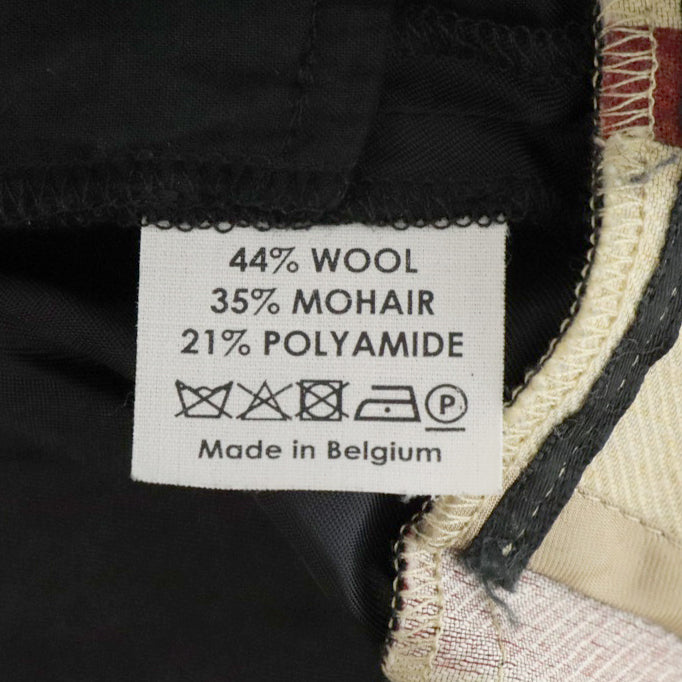 44% WOOL
35% MOHAIR
21% POLYAMIDE
P
Made in Belgium